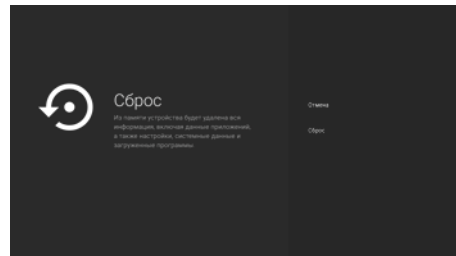 Сброс
Из памяти устройства будет удалена вся
информация, включая данные приложений,
а также настройки, системные данные и
загруженные программы
Отмена
Сброс